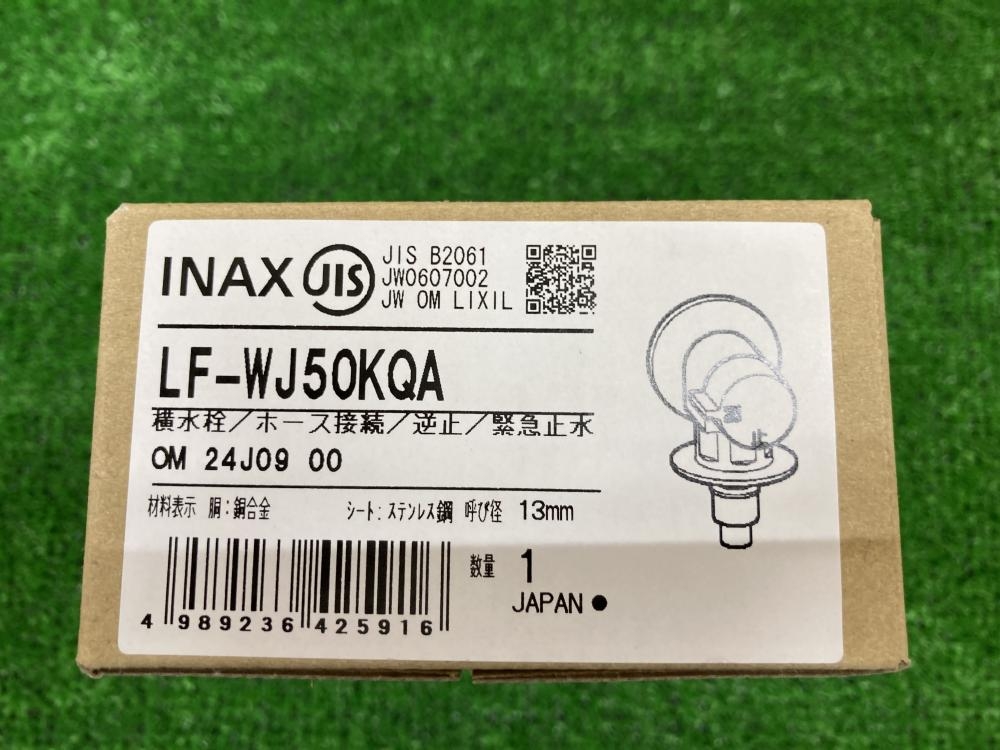 INAX JIS
JIS B2061
JW0607002
JW OM LIXIL
LF-WJ50KQA
横水栓/ホース接続/逆止/緊急止水
OM 24J09 00
材料表示 胴:銅合金 シート:ステンレス鋼 呼び径 13mm
数量 1
JAPAN ●
4 989236 425916
止